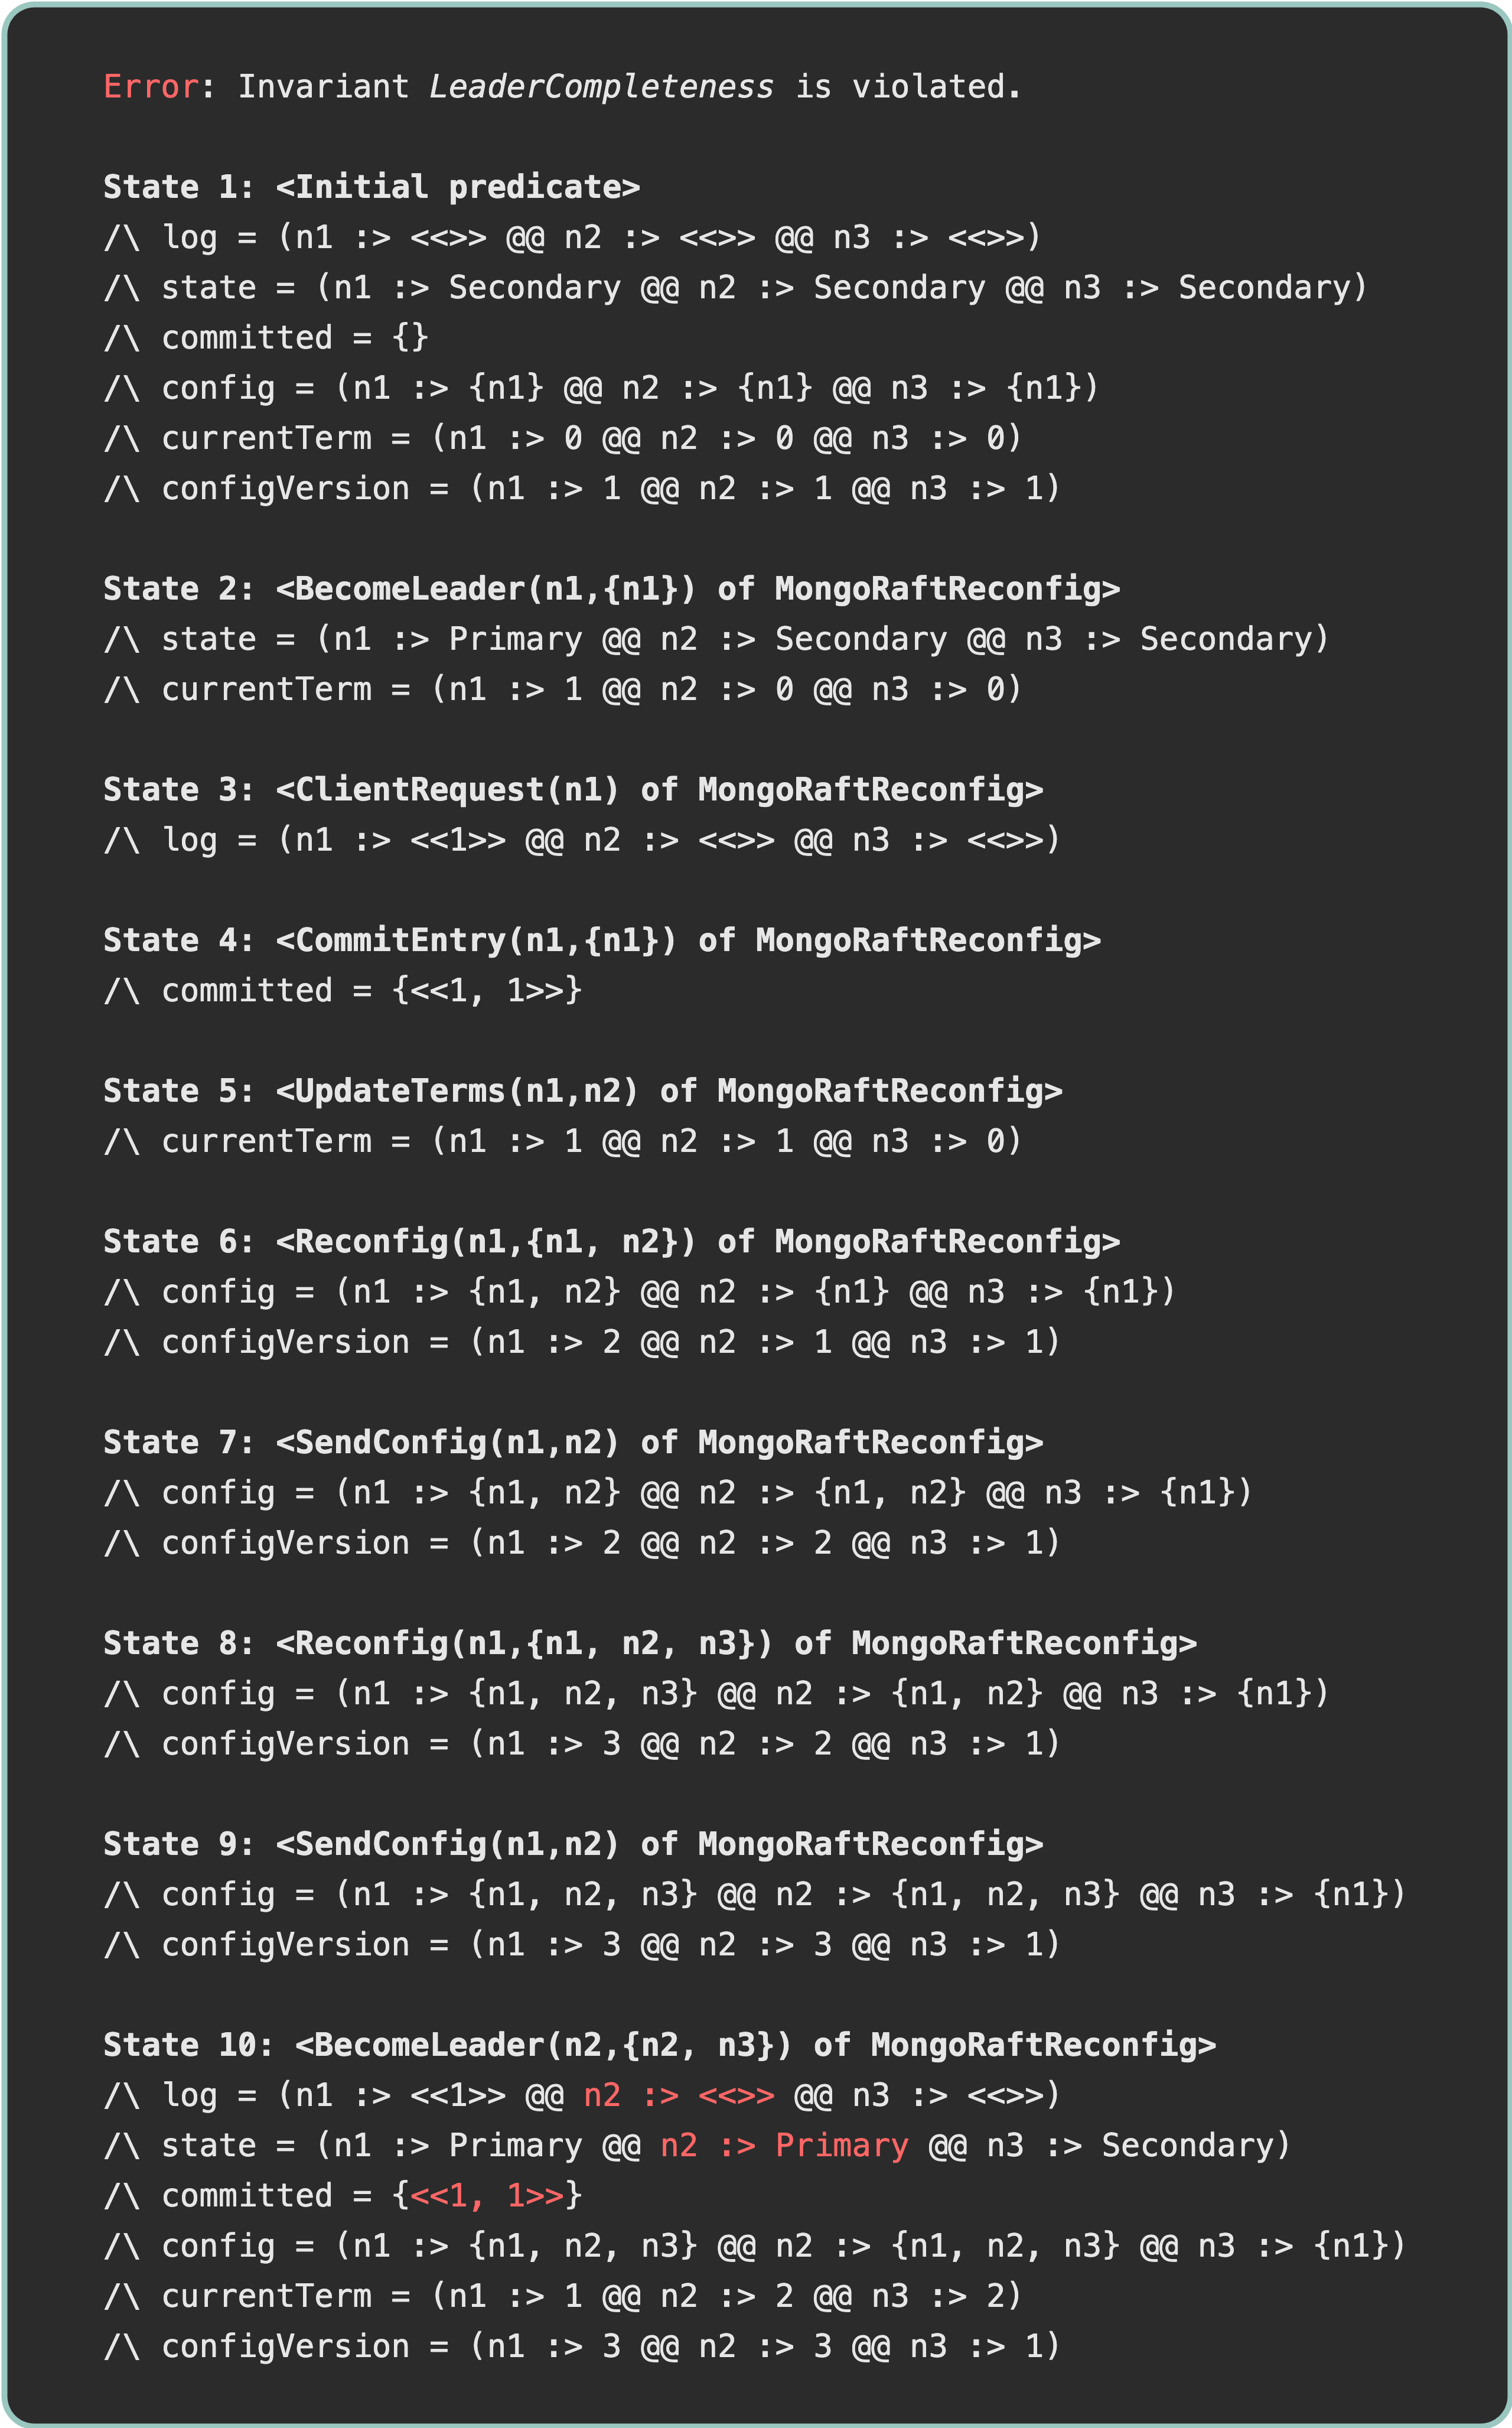 Error: Invariant LeaderCompleteness is violated.
State 1: <Initial predicate>
/\ log = (n1 :> <<>> @@ n2 :> <<>> @@ n3 :> <<>>)
/\ state = (n1 :> Secondary @@ n2 :> Secondary @@ n3 :> Secondary)
/\ committed = {}
/\ config = (n1 :> {n1} @@ n2 :> {n1} @@ n3 :> {n1})
/\ currentTerm = (n1 :> 0 @@ n2 :> 0 @@ n3 :> 0)
/\ configVersion = (n1 :> 1 @@ n2 :> 1 @@ n3 :> 1)
State 2: <BecomeLeader(n1,{n1}) of MongoRaftReconfig>
/\ state = (n1 :> Primary @@ n2 :> Secondary @@ n3 :> Secondary)
/\ currentTerm = (n1 :> 1 @@ n2 :> 0 @@ n3 :> 0)
State 3: <ClientRequest(n1) of MongoRaftReconfig>
/\ log = (n1 :> <<1>> @@ n2 :> <<>> @@ n3 :> <<>>)
State 4: <CommitEntry(n1,{n1}) of MongoRaftReconfig>
/\ committed = {<<1, 1>>}
State 5: <UpdateTerms(n1,n2) of MongoRaftReconfig>
/\ currentTerm = (n1 :> 1 @@ n2 :> 1 @@ n3 :> 0)
State 6: <Reconfig(n1,{n1, n2}) of MongoRaftReconfig>
/\ config = (n1 :> {n1, n2} @@ n2 :> {n1} @@ n3 :> {n1})
/\ configVersion = (n1 :> 2 @@ n2 :> 1 @@ n3 :> 1)
State 7: <SendConfig(n1,n2) of MongoRaftReconfig>
/\ config = (n1 :> {n1, n2} @@ n2 :> {n1, n2} @@ n3 :> {n1})
/\ configVersion = (n1 :> 2 @@ n2 :> 2 @@ n3 :> 1)
State 8: <Reconfig(n1,{n1, n2, n3}) of MongoRaftReconfig>
/\ config = (n1 :> {n1, n2, n3} @@ n2 :> {n1, n2} @@ n3 :> {n1})
/\ configVersion = (n1 :> 3 @@ n2 :> 2 @@ n3 :> 1)
State 9: <SendConfig(n1,n2) of MongoRaftReconfig>
/\ config = (n1 :> {n1, n2, n3} @@ n2 :> {n1, n2, n3} @@ n3 :> {n1})
/\ configVersion = (n1 :> 3 @@ n2 :> 3 @@ n3 :> 1)
State 10: <BecomeLeader(n2,{n2, n3}) of MongoRaftReconfig>
/\ log = (n1 :> <<1>> @@ n2 :> <<>> @@ n3 :> <<>>)
/\ state = (n1 :> Primary @@ n2 :> Primary @@ n3 :> Secondary)
/\ committed = {<<1, 1>>}
/\ config = (n1 :> {n1, n2, n3} @@ n2 :> {n1, n2, n3} @@ n3 :> {n1})
/\ currentTerm = (n1 :> 1 @@ n2 :> 2 @@ n3 :> 2)
/\ configVersion = (n1 :> 3 @@ n2 :> 3 @@ n3 :> 1)